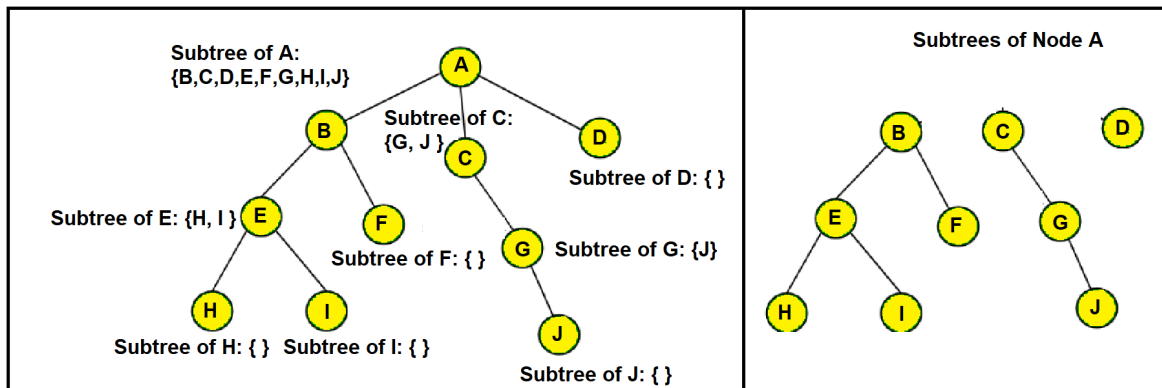 Subtree of A:
{B,C,D,E,F,G,H,I,J}
A
B
Subtree of C:
{G, J }
C
D
Subtree of D: { }
Subtree of E: {H, I }
E
F
Subtree of F: { }
G
Subtree of G: {J}
H
I
J
Subtree of H: { }
Subtree of I: { }
Subtree of J: { }
Subtrees of Node A
B
C
D
E
F
G
H
I
J